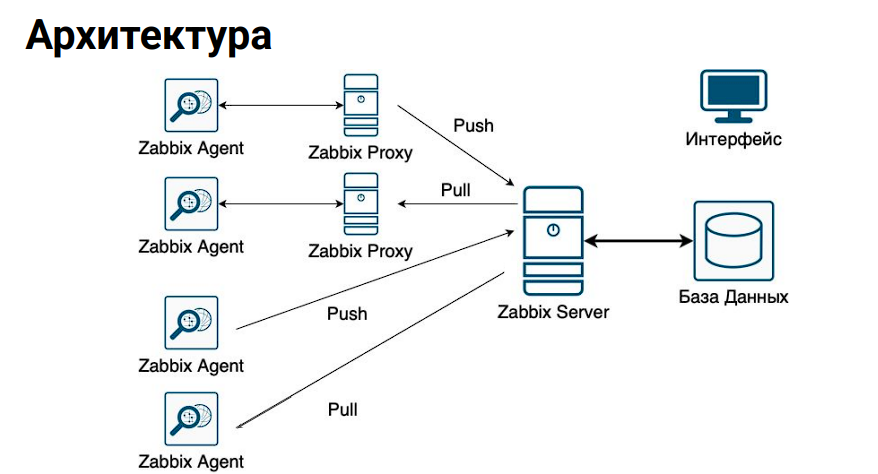 Архитектура
Zabbix Agent
Zabbix Proxy
Push
Интерфейс
Pull
Zabbix Agent
Zabbix Proxy
База Данных
Push
Zabbix Server
Zabbix Agent
Pull
Zabbix Agent